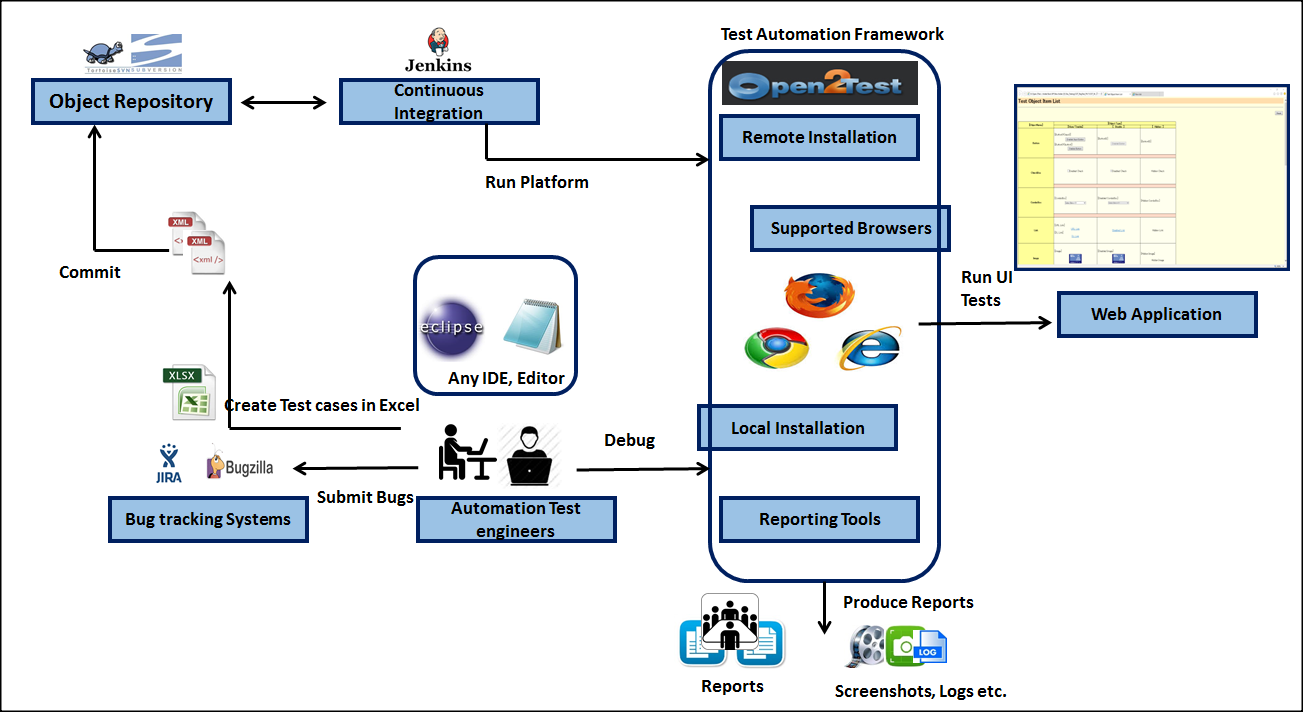 TortoiseSVN
SUBVERSION
Object Repository
Jenkins
Continuous
Integration
Test Automation Framework
Open2Test
Remote Installation
Run Platform
Supported Browsers
Test Object Item List
Run UI
Tests
Web Application
XML
XML
<xml />
Commit
eclipse
Any IDE, Editor
XLSX
Create Test cases in Excel
Local Installation
Debug
JIRA
Bugzilla
Submit Bugs
Bug tracking Systems
Automation Test
engineers
Reporting Tools
Produce Reports
LOG
Reports
Screenshots, Logs etc.